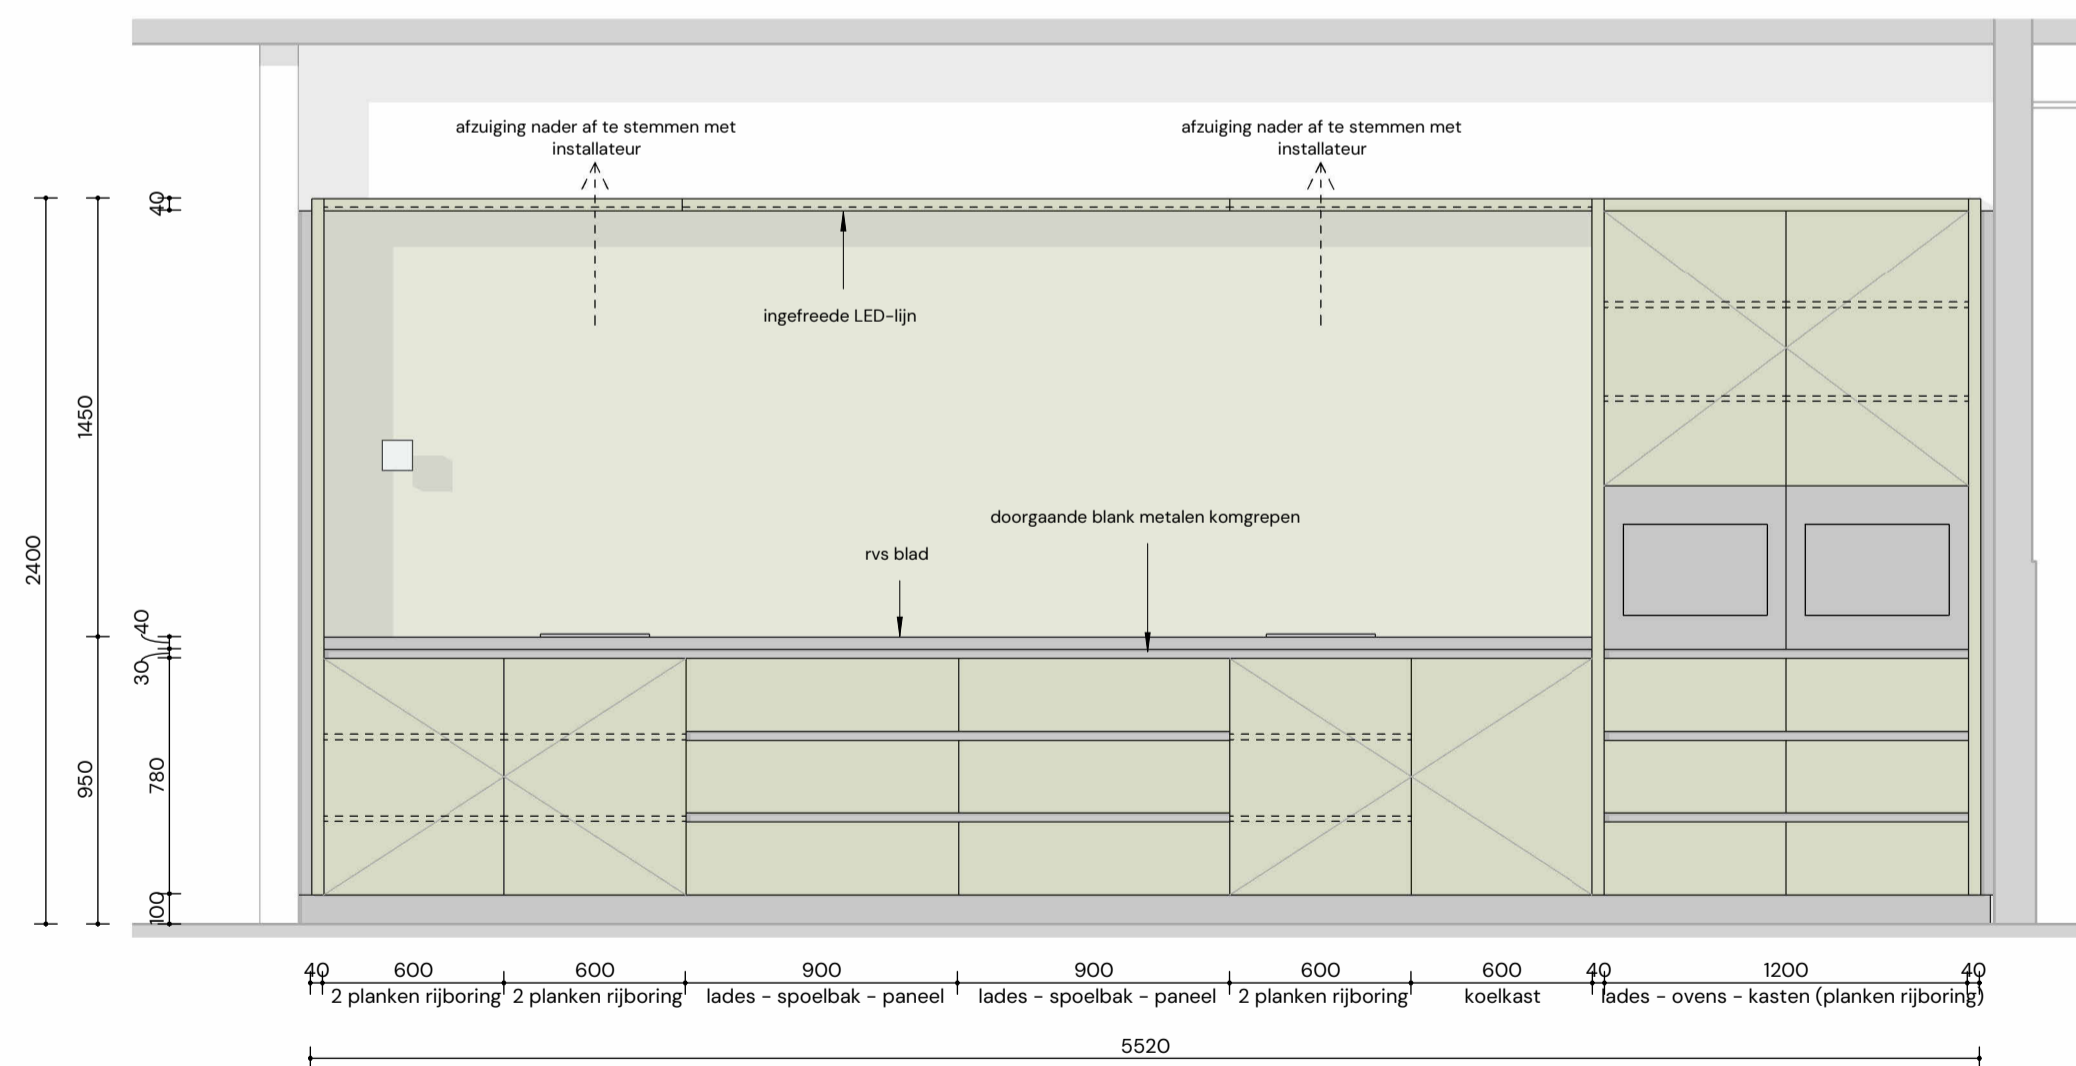 afzuiging nader af te stemmen met
installateur
afzuiging nader af te stemmen met
installateur
40
ingefreede LED-lijn
1450
doorgaande blank metalen komgrepen
rvs blad
2400
40
30
780
950
100
40 600 600 900 900 600 600 40 1200 40
2 planken rijboring 2 planken rijboring lades - spoelbak - paneel lades - spoelbak - paneel 2 planken rijboring koelkast lades - ovens - kasten (planken rijboring)
5520